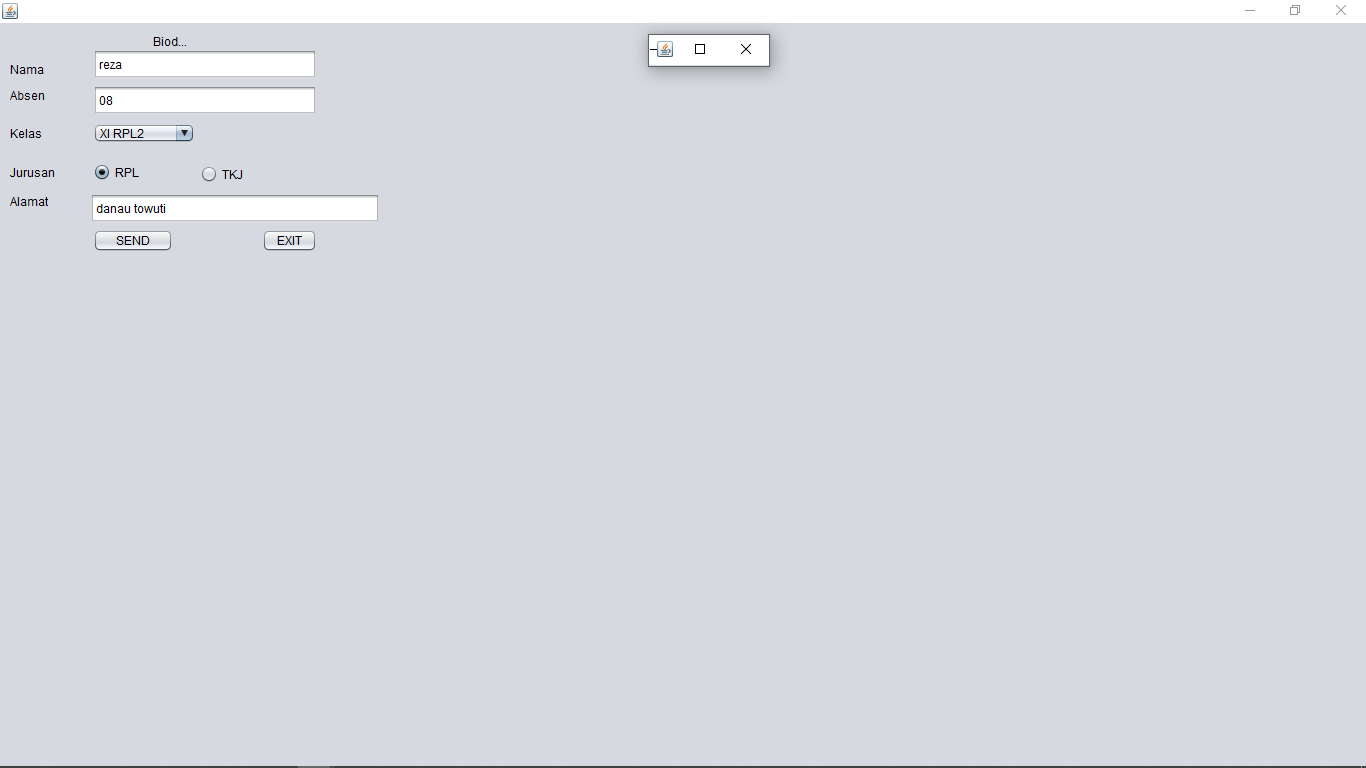 Biod...
Nama reza
Absen 08
Kelas XI RPL2
Jurusan RPL TKJ
Alamat danau towuti
SEND EXIT